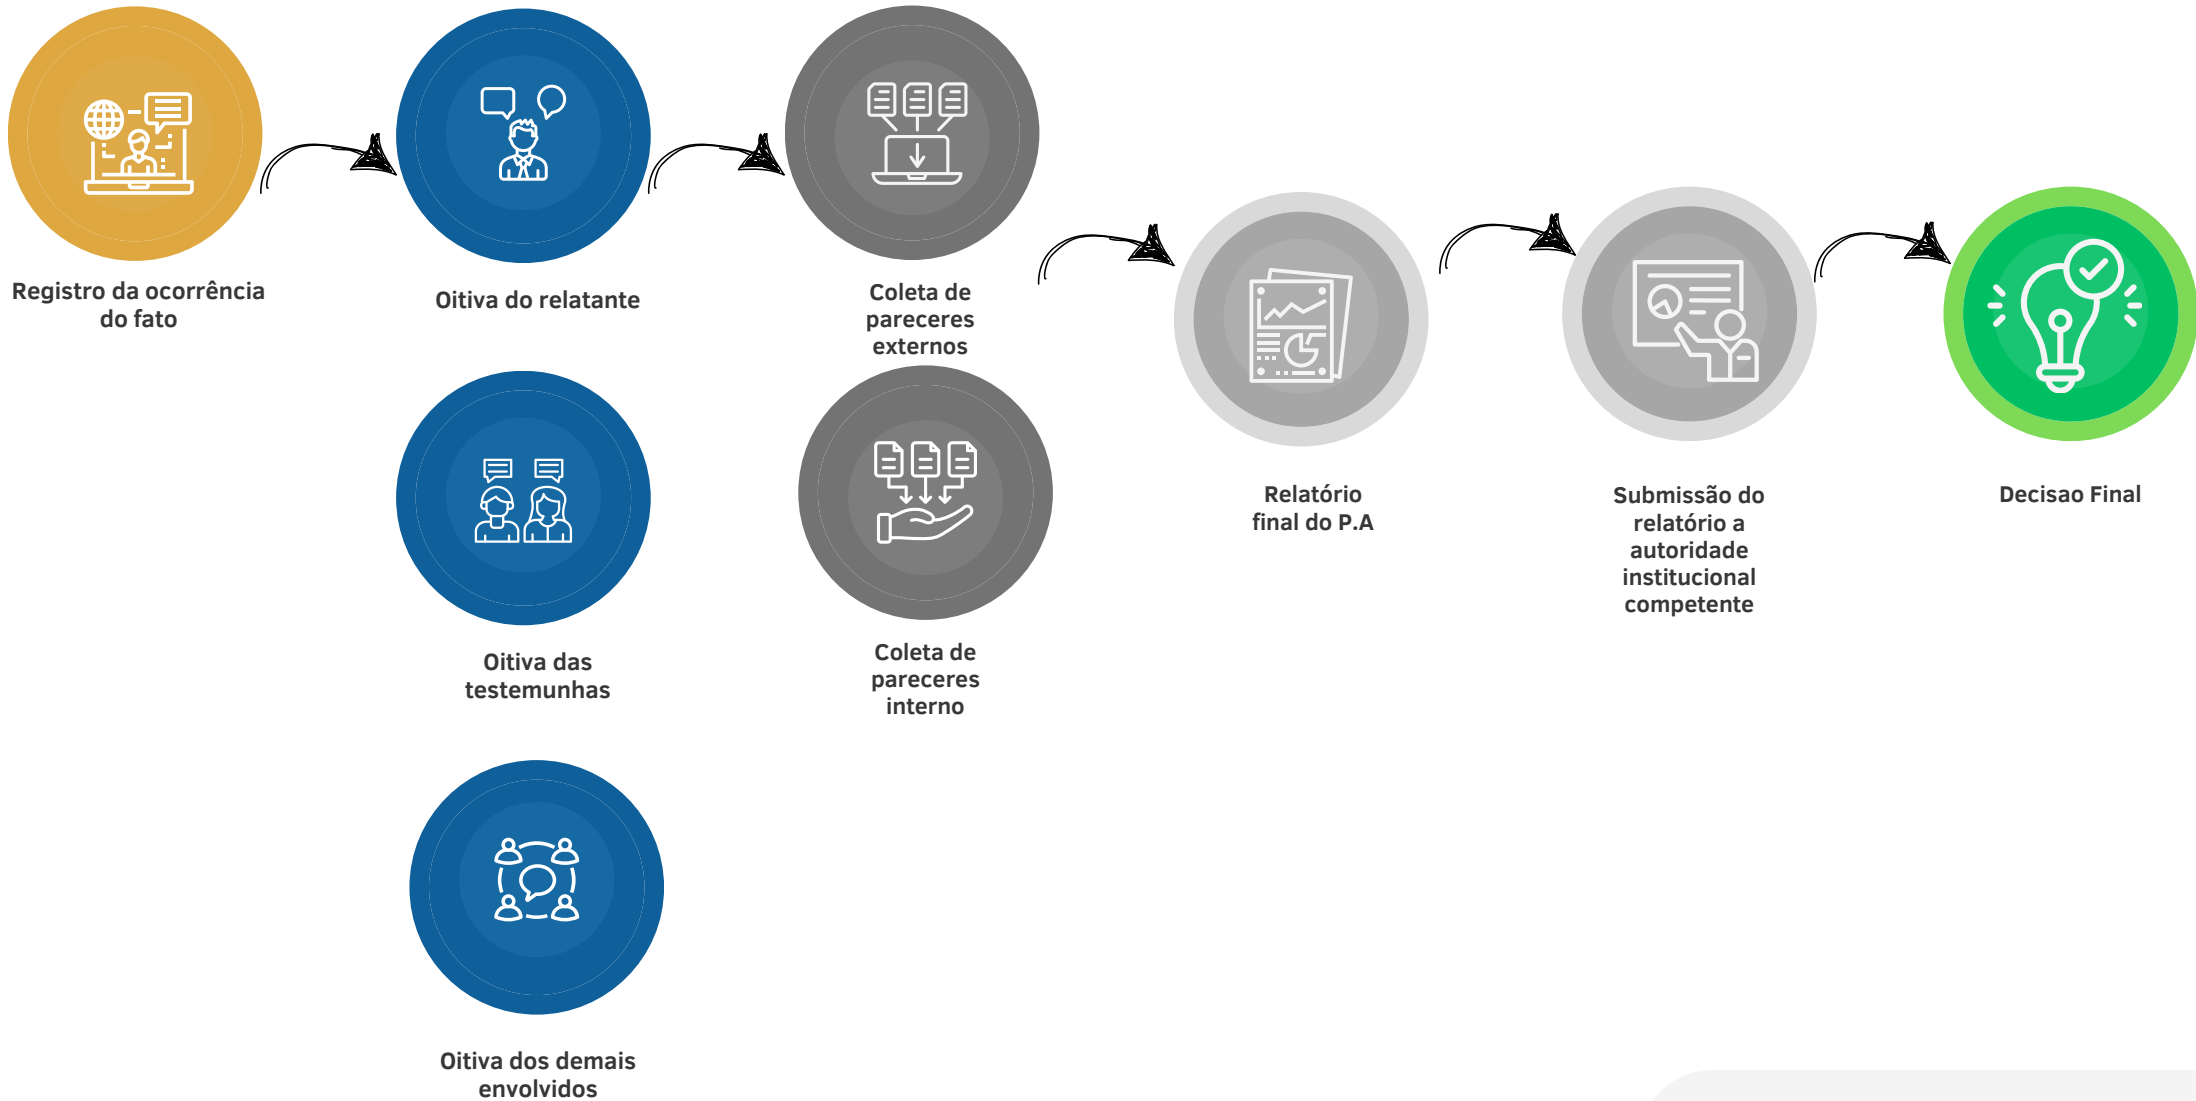 Registro da ocorrência
do fato
Oitiva do relatante
Oitiva das
testemunhas
Oitiva dos demais
envolvidos
Coleta de
pareceres
externos
Coleta de
pareceres
interno
Relatório
final do P.A
Submissão do
relatório a
autoridade
institucional
competente
Decisao Final